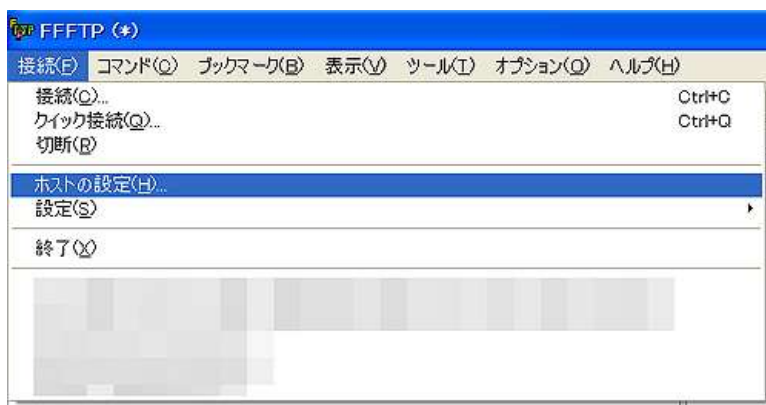 FFFTP (*)
接続(F) コマンド(O) ブックマーク(B) 表示(V) ツール(T) オプション(O) ヘルプ(H)
接続(C)... Ctrl+C
クイック接続(Q)... Ctrl+Q
切断(R)
ホストの設定(H)...
設定(S)
終了(X)